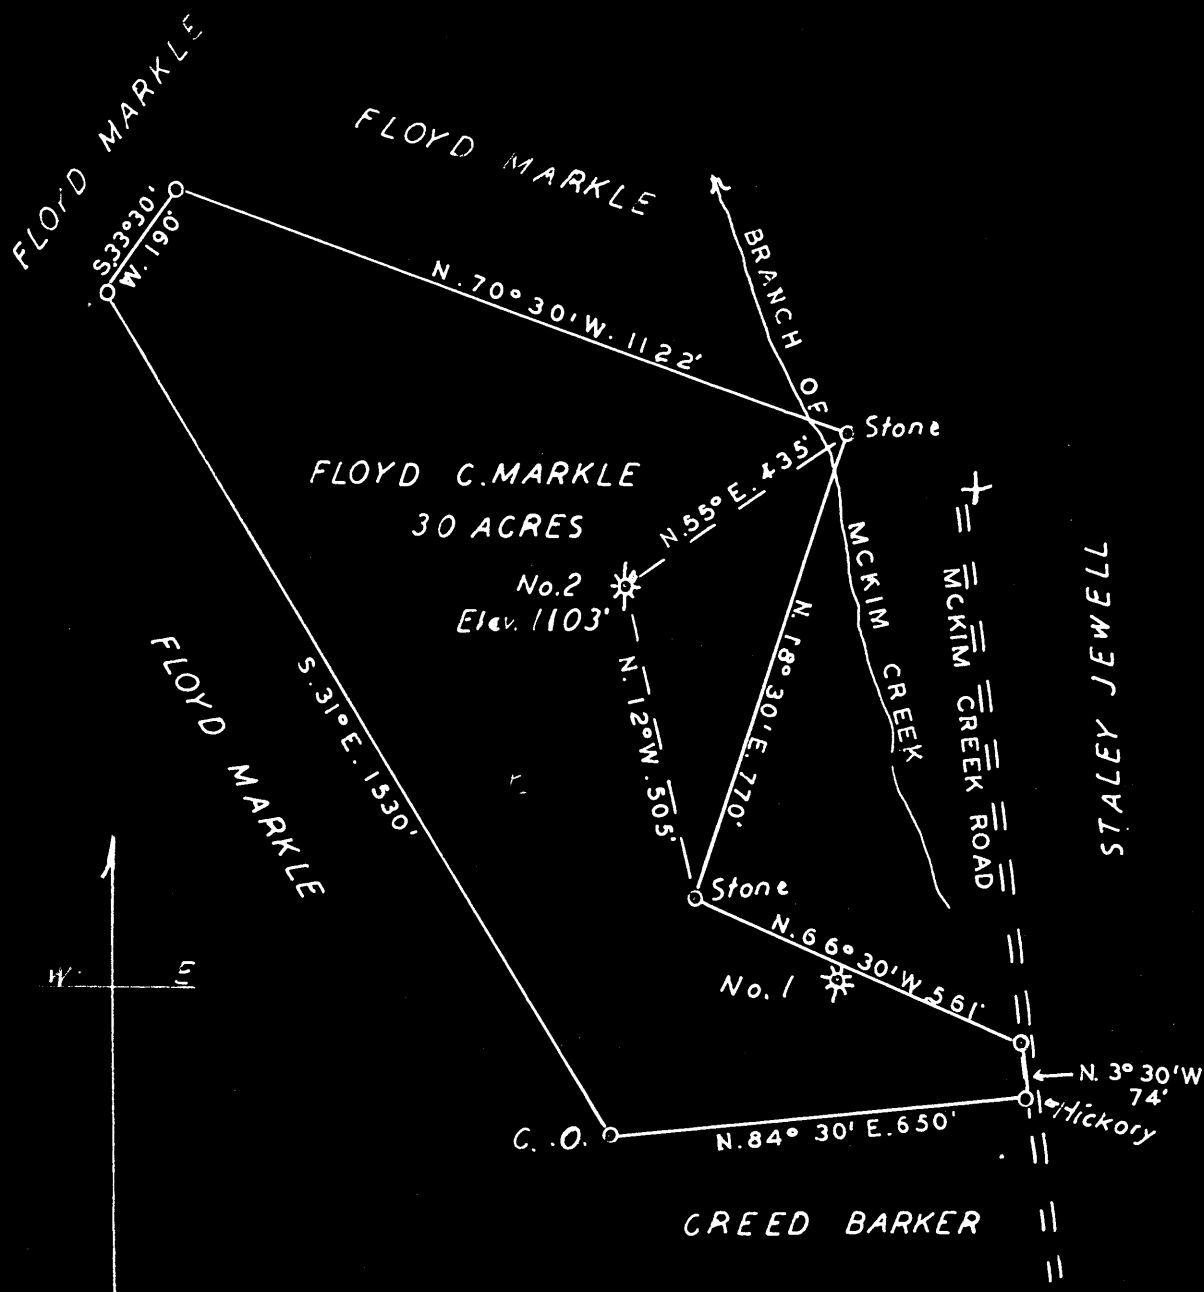 FLOYD MARKLE
FLOYD MARKLE
S.33°30'
W. 190'
N. 70° 30' W. 1122'
BRANCH OF
MCKIM CREEK
Stone
FLOYD C. MARKLE
30 ACRES
N. 55° E. 435'
No. 2
Elev. 1103'
MCKIM CREEK ROAD
STALEY JEWELL
FLOYD MARKLE
S. 31° E. 1530'
N. 12° W. 505'
N. 18° 30' E. 770'
Stone
N. 66° 30' W 561'
No. 1
W
E
N. 3° 30' W
74'
Hickory
C. O.
N. 84° 30' E. 650'
CREED BARKER